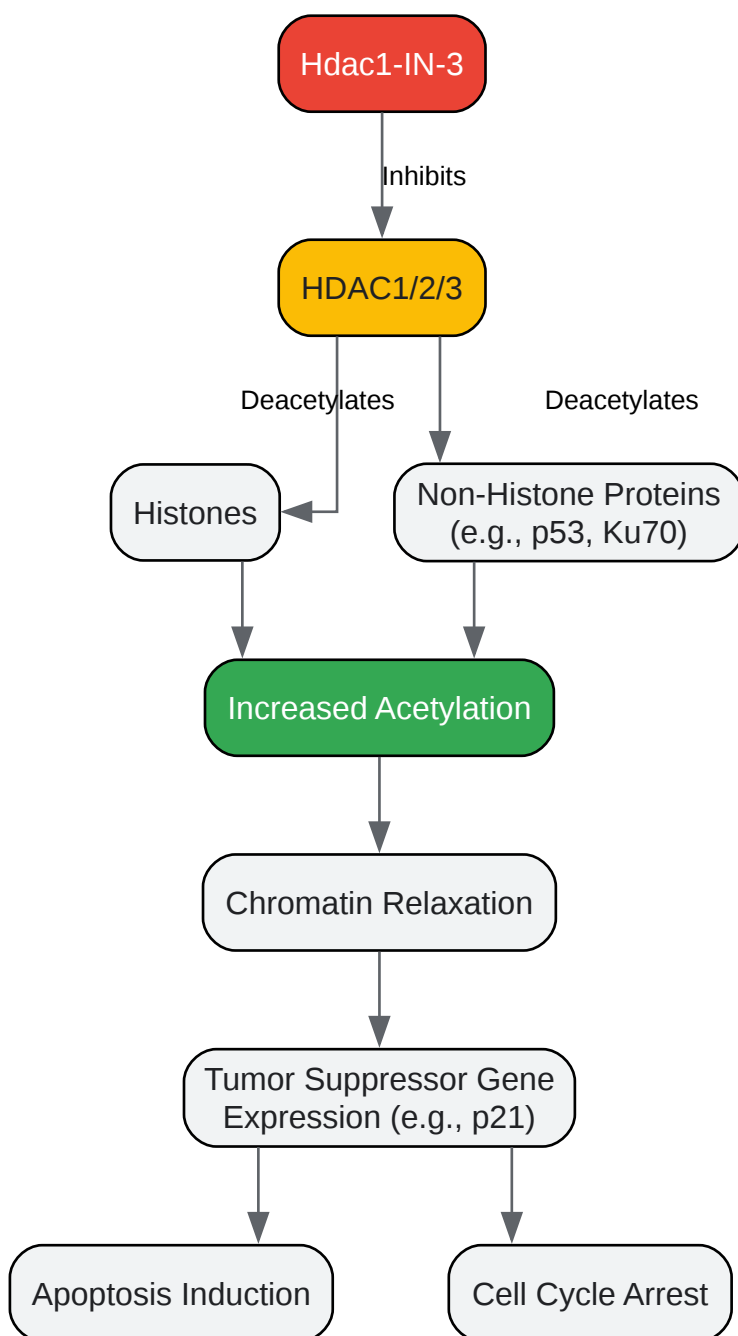 Hdac1-IN-3
Inhibits
HDAC1/2/3
Deacetylates
Deacetylates
Histones
Non-Histone Proteins
(e.g., p53, Ku70)
Increased Acetylation
Chromatin Relaxation
Tumor Suppressor Gene
Expression (e.g., p21)
Apoptosis Induction
Cell Cycle Arrest